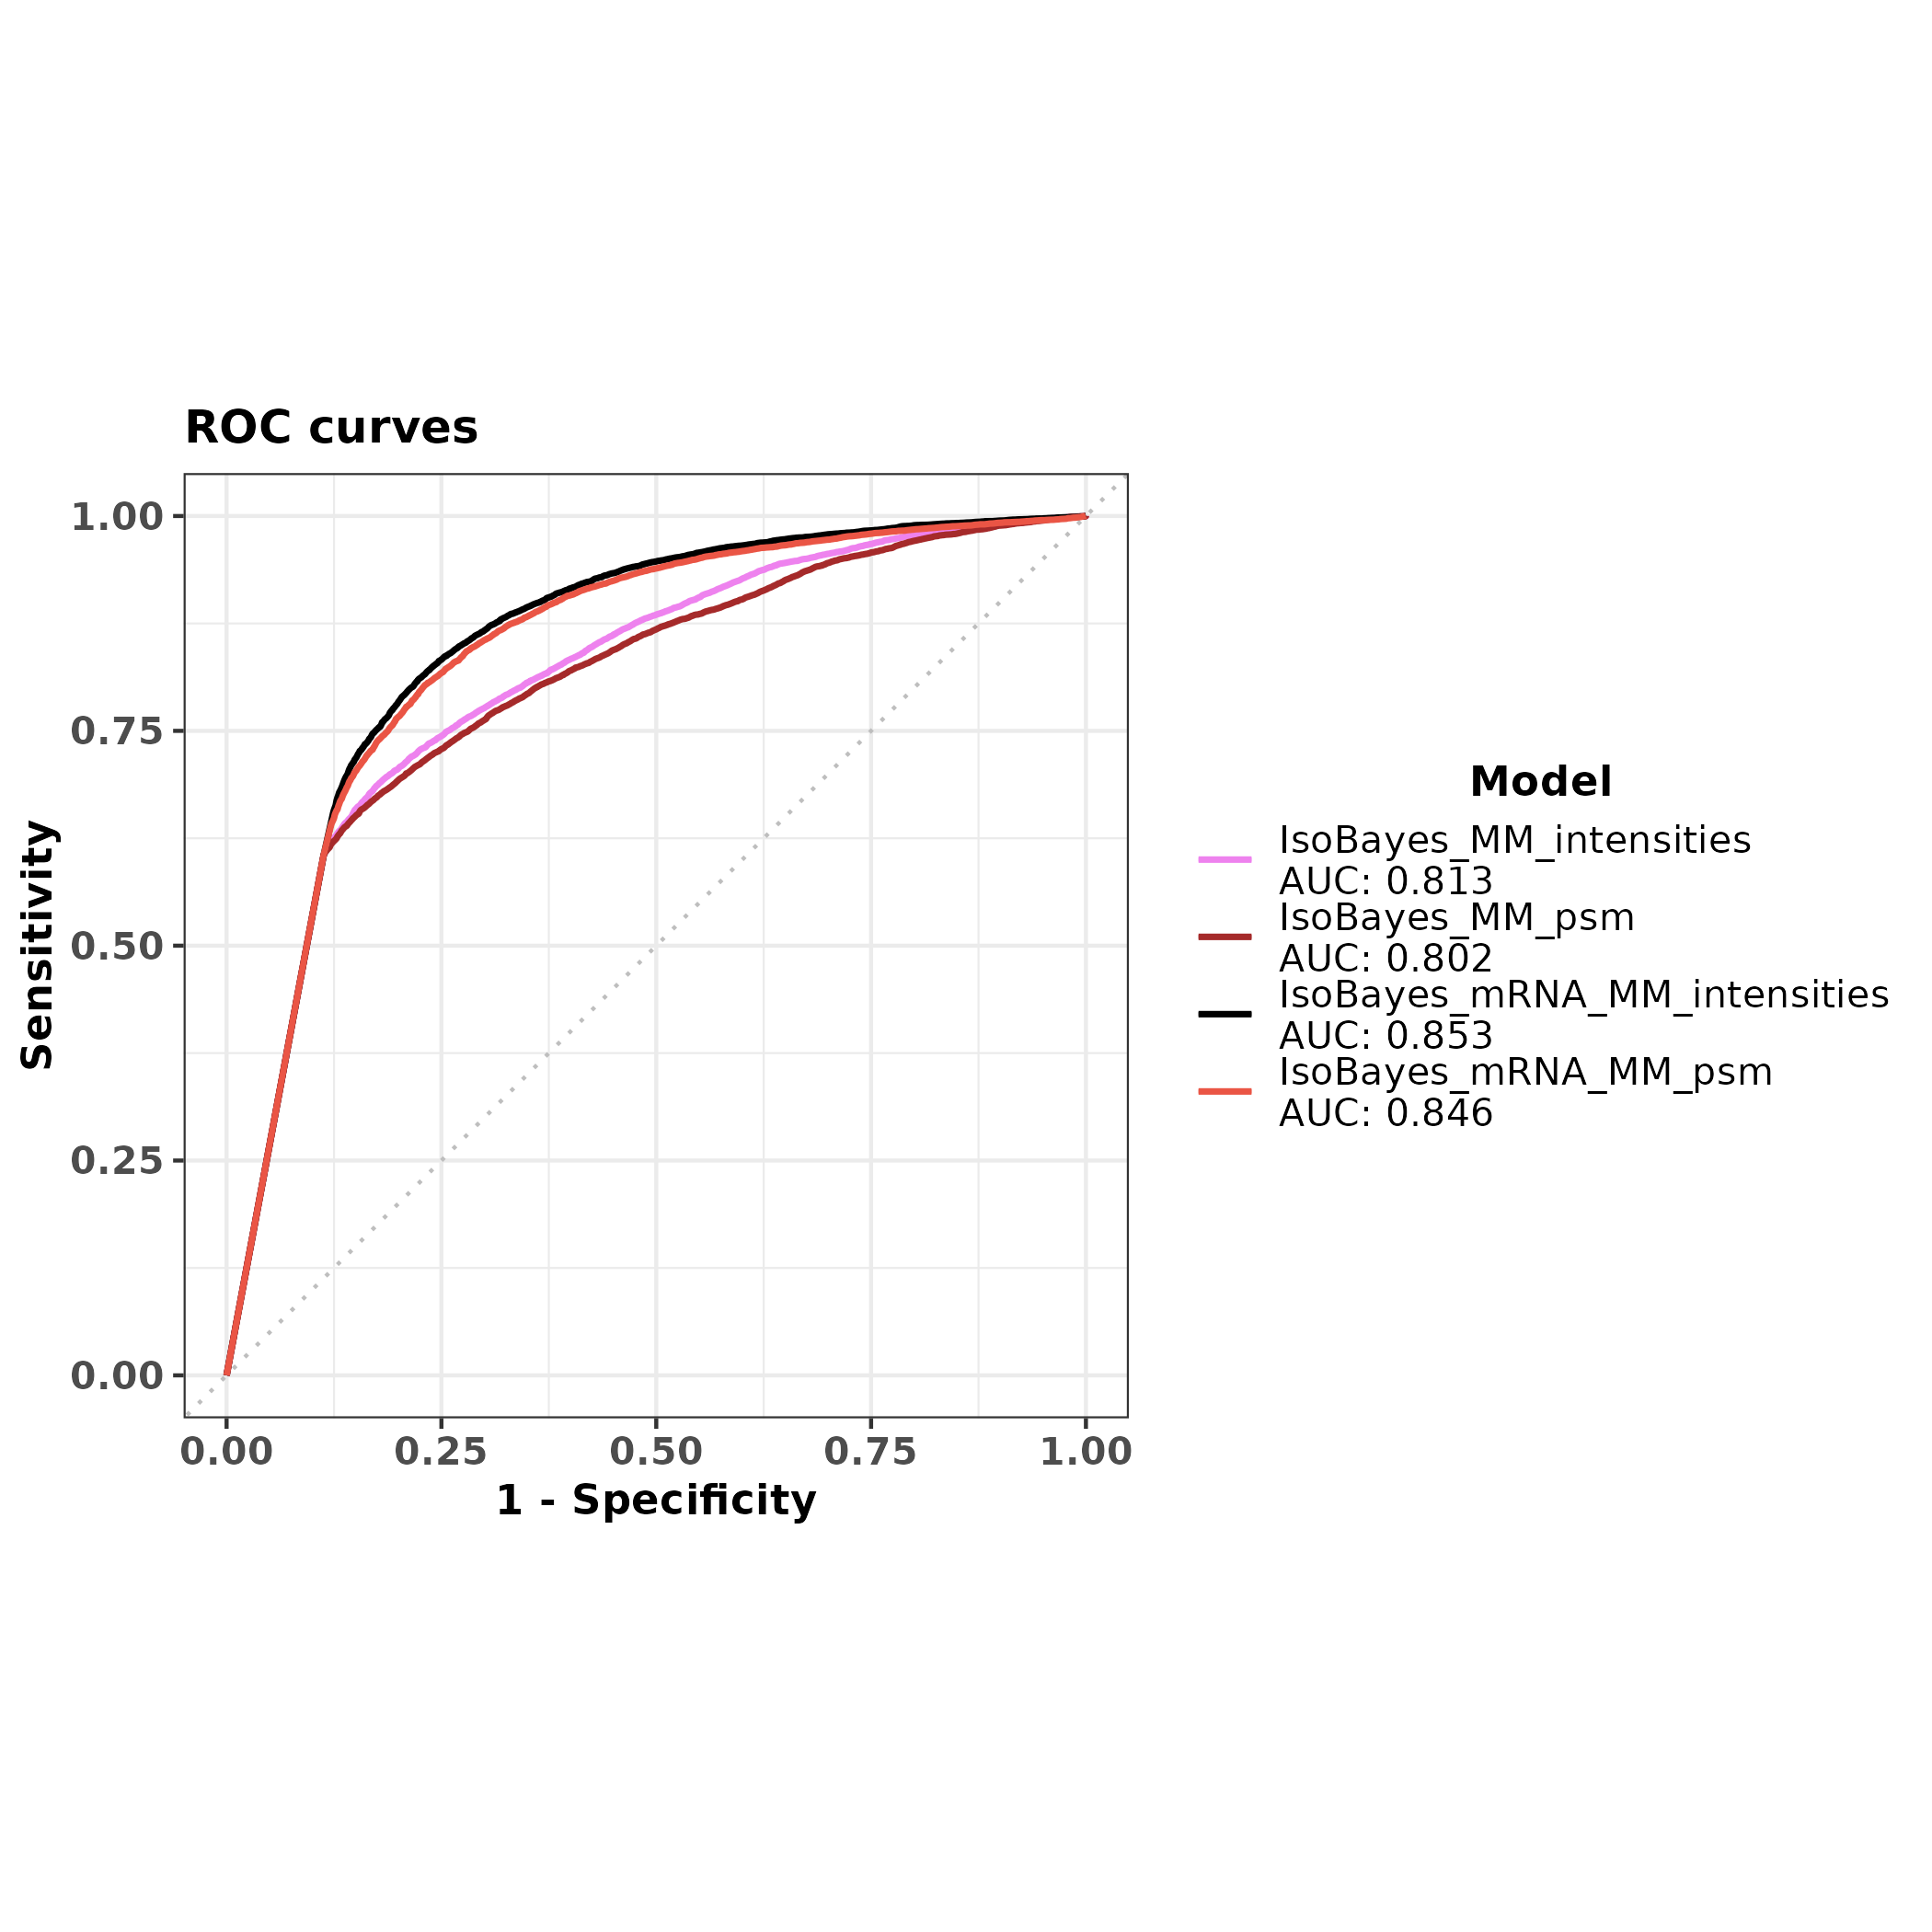 ROC curves
1.00
0.75
0.50
0.25
0.00
Sensitivity
0.00 0.25 0.50 0.75 1.00
1 - Specificity
Model
IsoBayes_MM_intensities
AUC: 0.813
IsoBayes_MM_psm
AUC: 0.802
IsoBayes_mRNA_MM_intensities
AUC: 0.853
IsoBayes_mRNA_MM_psm
AUC: 0.846